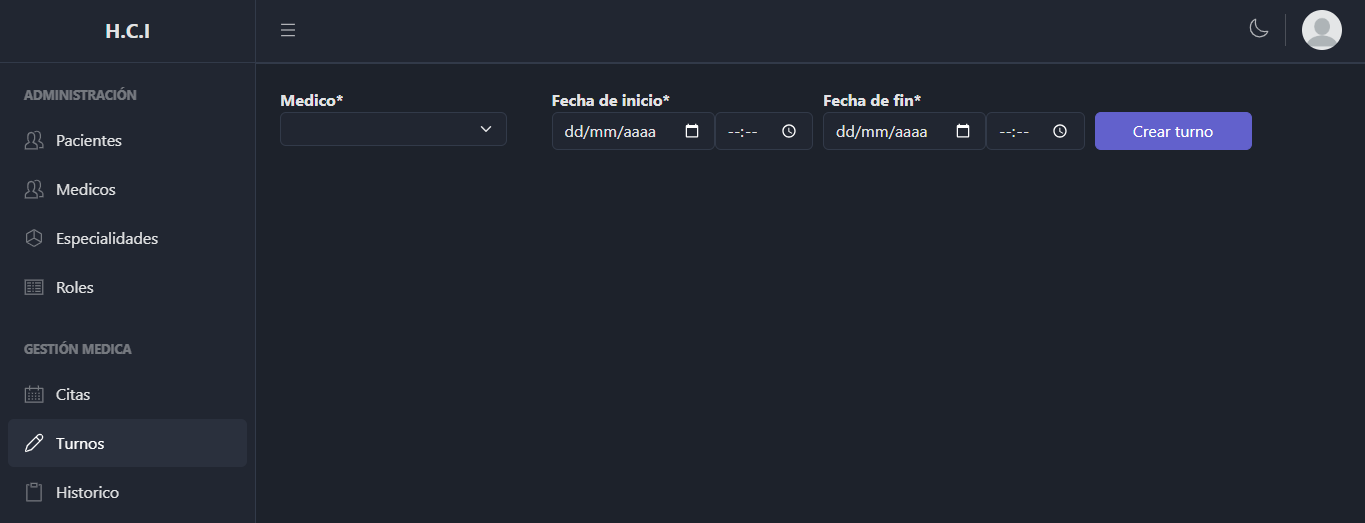 H.C.I
ADMINISTRACIÓN
Pacientes
Medicos
Especialidades
Roles
GESTIÓN MEDICA
Citas
Turnos
Historico
Medico*
Fecha de inicio*
Fecha de fin*
dd/mm/aaaa --:--
dd/mm/aaaa --:--
Crear turno